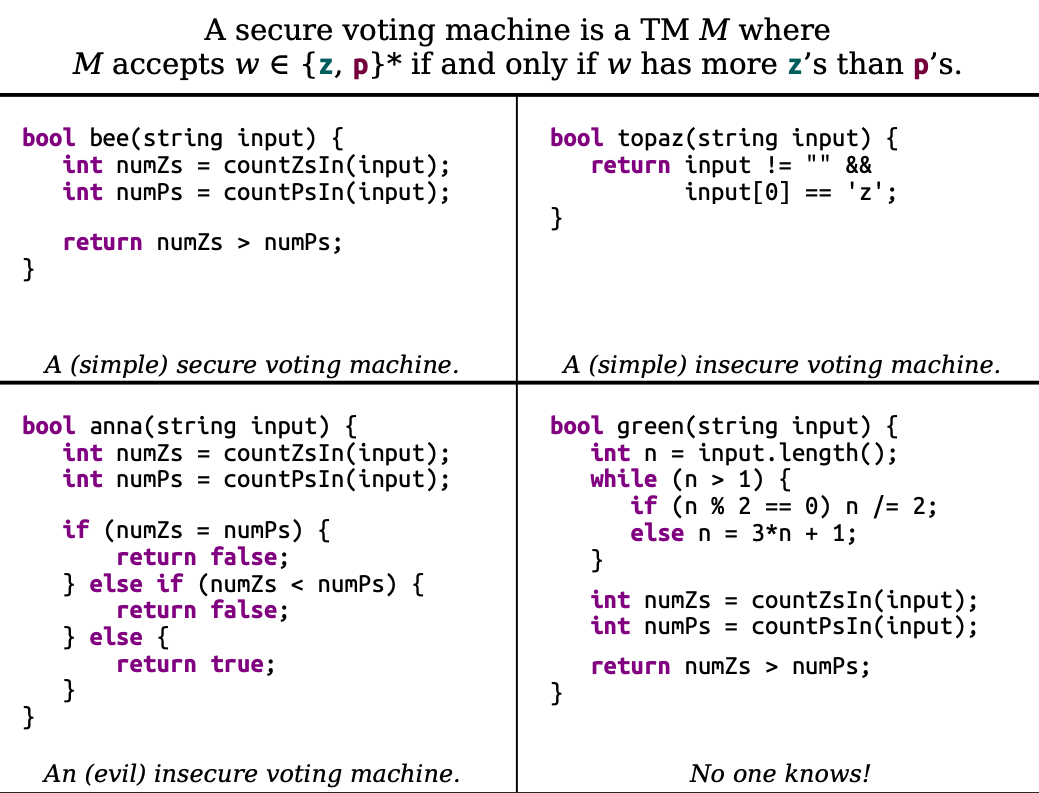 A secure voting machine is a TM M where
M accepts w ∈ {z, p}* if and only if w has more z’s than p’s.
bool bee(string input) {
   int numZs = countZsIn(input);
   int numPs = countPsIn(input);
   return numZs > numPs;
}
A (simple) secure voting machine.
bool topaz(string input) {
   return input != "" &&
          input[0] == 'z';
}
A (simple) insecure voting machine.
bool anna(string input) {
   int numZs = countZsIn(input);
   int numPs = countPsIn(input);
   if (numZs = numPs) {
       return false;
   } else if (numZs < numPs) {
       return false;
   } else {
       return true;
   }
}
An (evil) insecure voting machine.
bool green(string input) {
   int n = input.length();
   while (n > 1) {
      if (n % 2 == 0) n /= 2;
      else n = 3*n + 1;
   }
   int numZs = countZsIn(input);
   int numPs = countPsIn(input);
   return numZs > numPs;
}
No one knows!